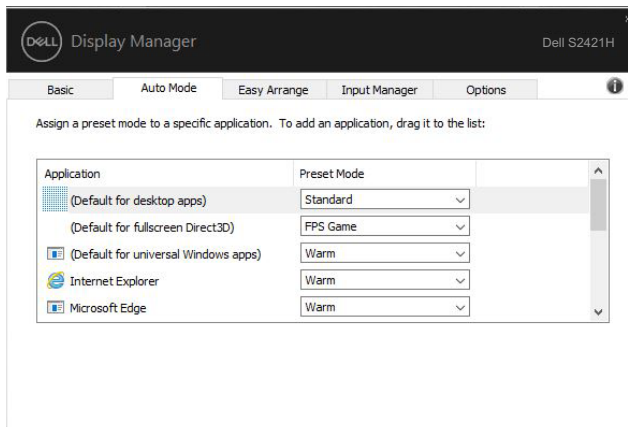 DELL Display Manager
Dell S2421H
Basic Auto Mode Easy Arrange Input Manager Options
Assign a preset mode to a specific application. To add an application, drag it to the list:
Application Preset Mode
(Default for desktop apps) Standard
(Default for fullscreen Direct3D) FPS Game
(Default for universal Windows apps) Warm
Internet Explorer Warm
Microsoft Edge Warm